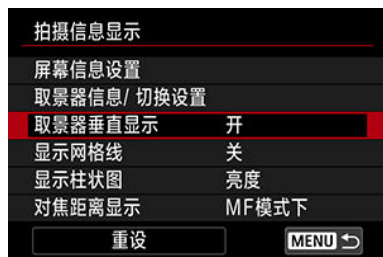 拍摄信息显示
屏幕信息设置
取景器信息/ 切换设置
取景器垂直显示 开
显示网格线 关
显示柱状图 亮度
对焦距离显示 MF模式下
重设 MENU